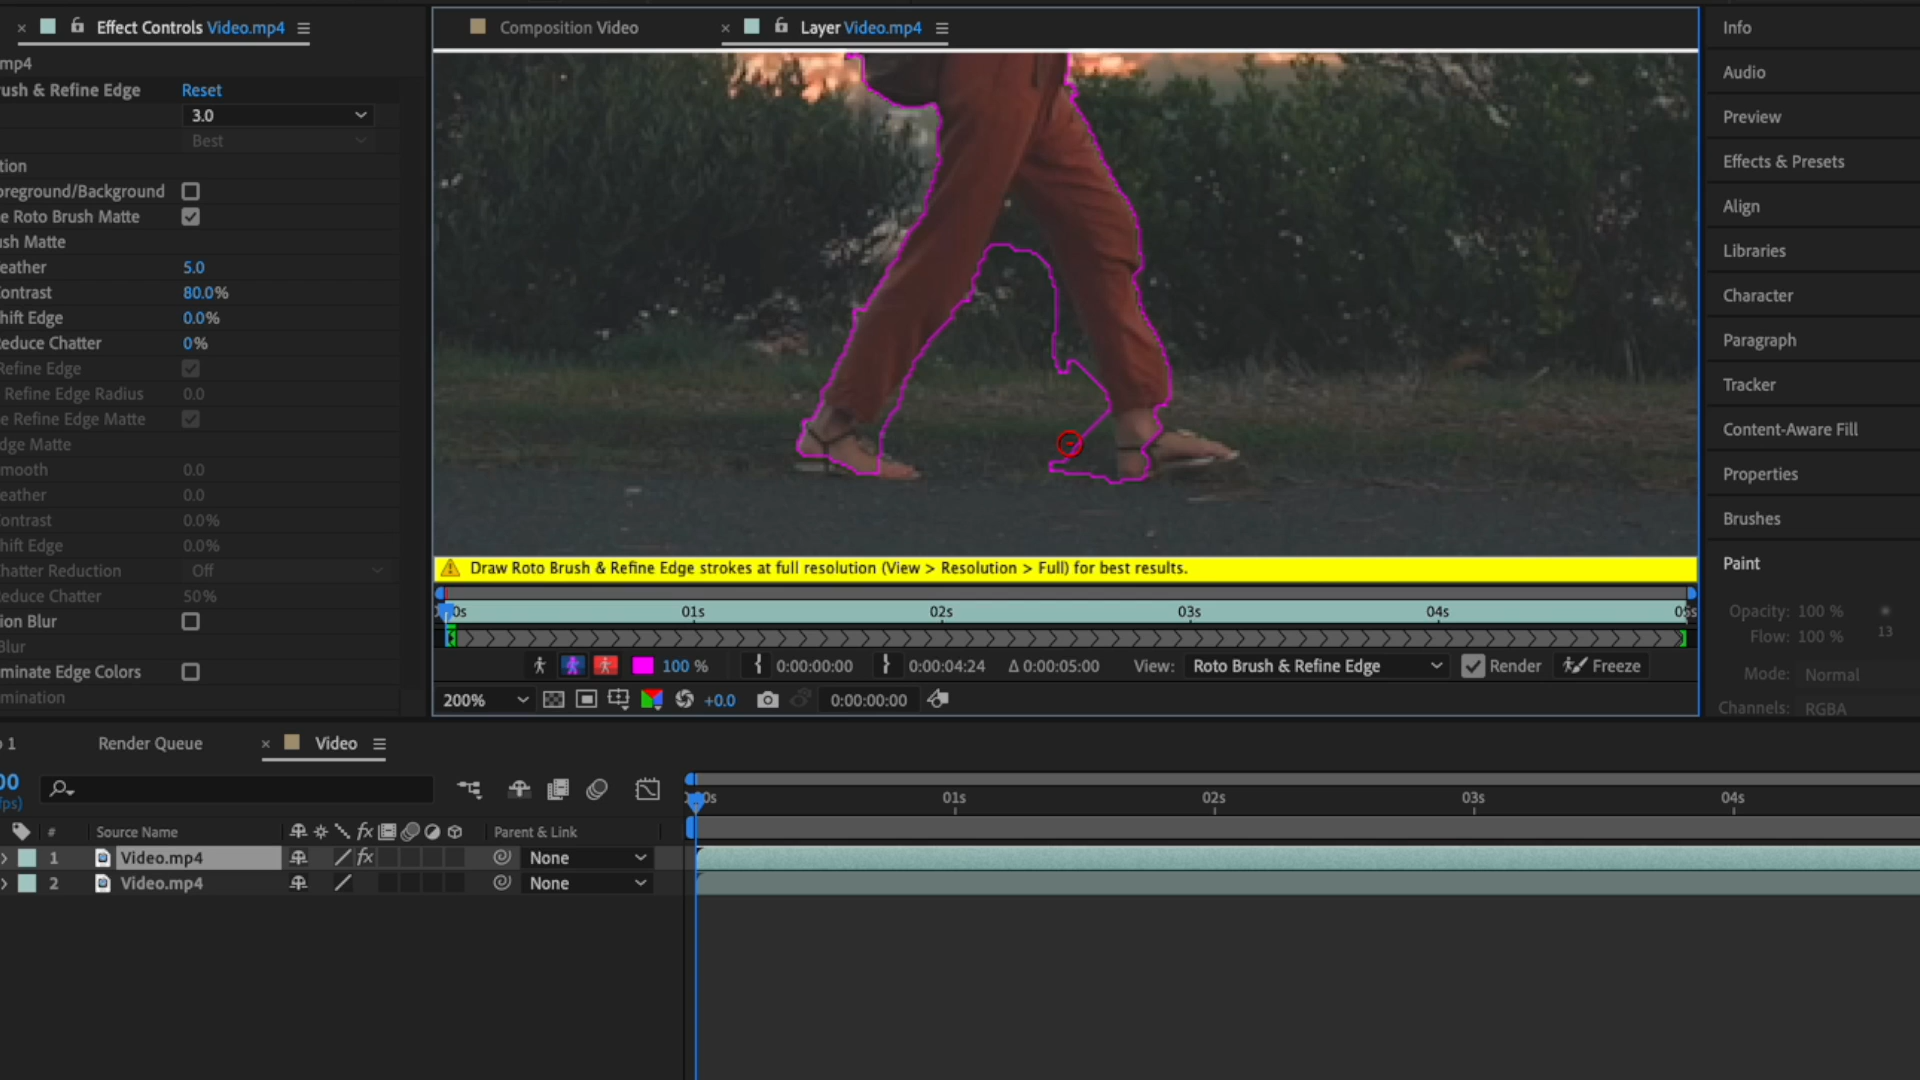 Effect Controls Video.mp4
mp4
ush & Refine Edge Reset
3.0
Best
tion
oreground/Background
e Roto Brush Matte
ush Matte
eather 5.0
ontrast 80.0%
hift Edge 0.0%
educe Chatter 0%
Refine Edge
Refine Edge Radius 0.0
e Refine Edge Matte
dge Matte
mooth 0.0
eather 0.0
ontrast 0.0%
hift Edge 0.0%
hatter Reduction Off
educe Chatter 50%
ion Blur
Blur
minate Edge Colors
mination
Composition Video
Layer Video.mp4
Draw Roto Brush & Refine Edge strokes at full resolution (View > Resolution > Full) for best results.
0s 01s 02s 03s 04s 05s
100 % 0:00:00:00 0:00:04:24 Δ 0:00:05:00 View: Roto Brush & Refine Edge Render Freeze
200% +0.0 0:00:00:00
Info
Audio
Preview
Effects & Presets
Align
Libraries
Character
Paragraph
Tracker
Content-Aware Fill
Properties
Brushes
Paint
Opacity: 100 %
Flow: 100 % 13
Mode: Normal
Channels: RGBA
o 1 Render Queue Video
00
fps)
0s 01s 02s 03s 04s
# Source Name fx Parent & Link
1 Video.mp4 fx None
2 Video.mp4 None